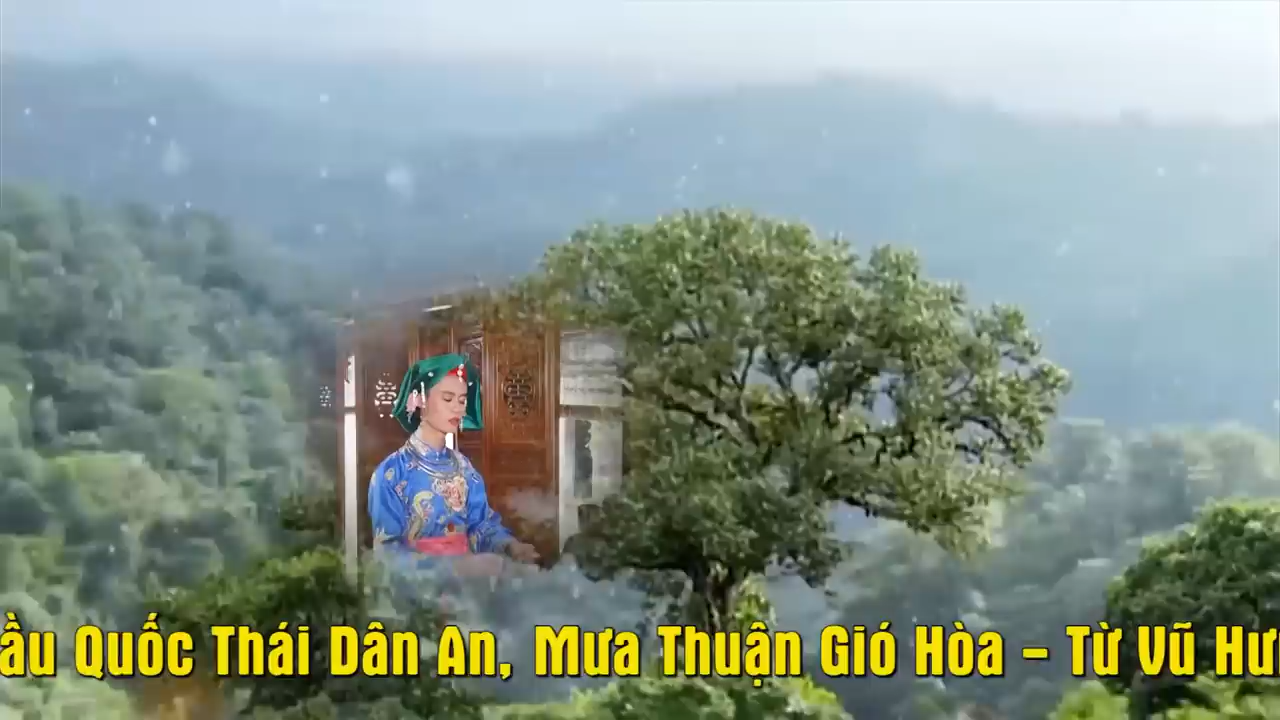 ầu Quốc Thái Dân An, Mưa Thuận Gió Hòa - Từ Vũ Hư